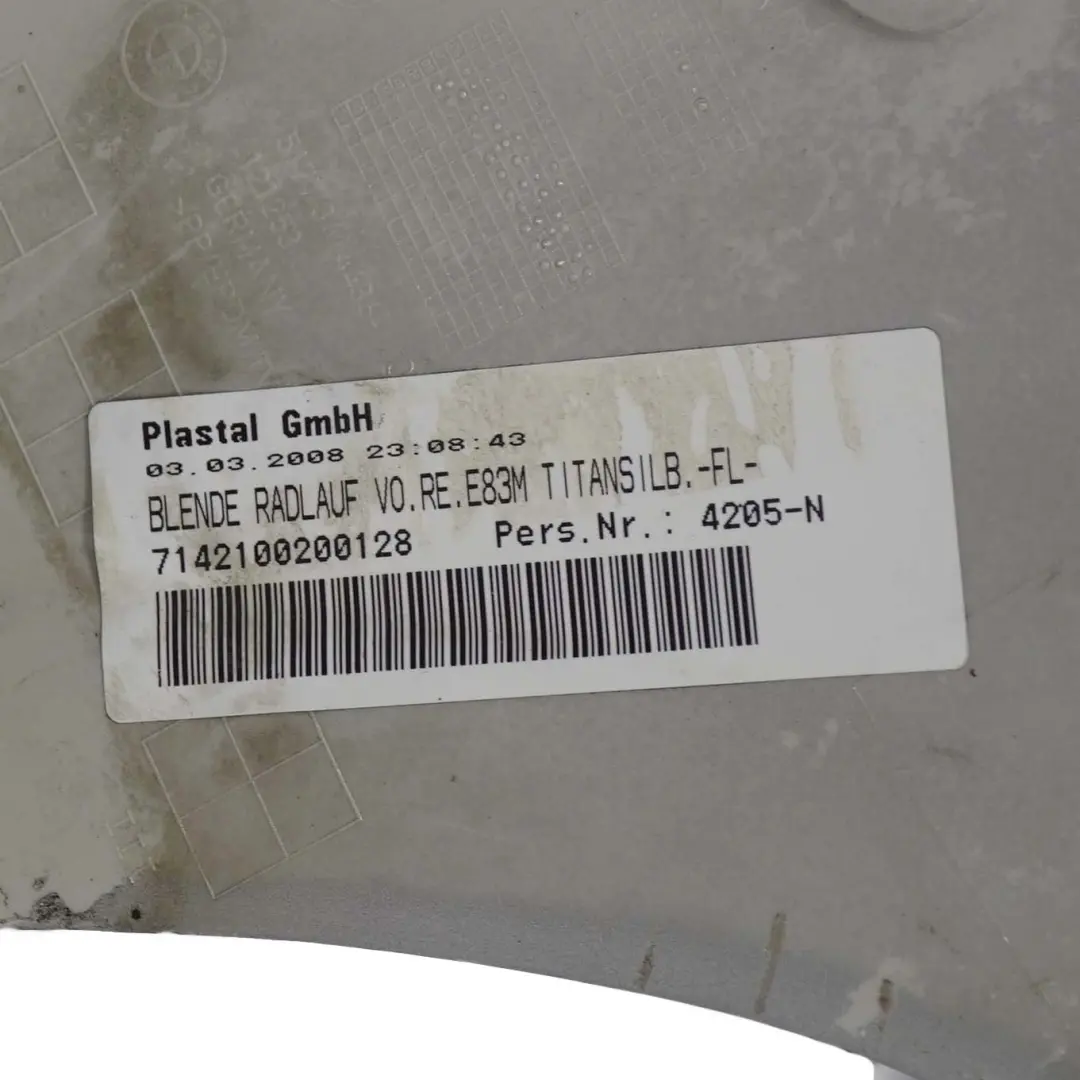 GERMANY
Plastal GmbH
03.03.2008 23:08:43
BLENDE RADLAUF VO.RE.E83M TITANSILB.-FL-
7142100200128 Pers.Nr.: 4205-N